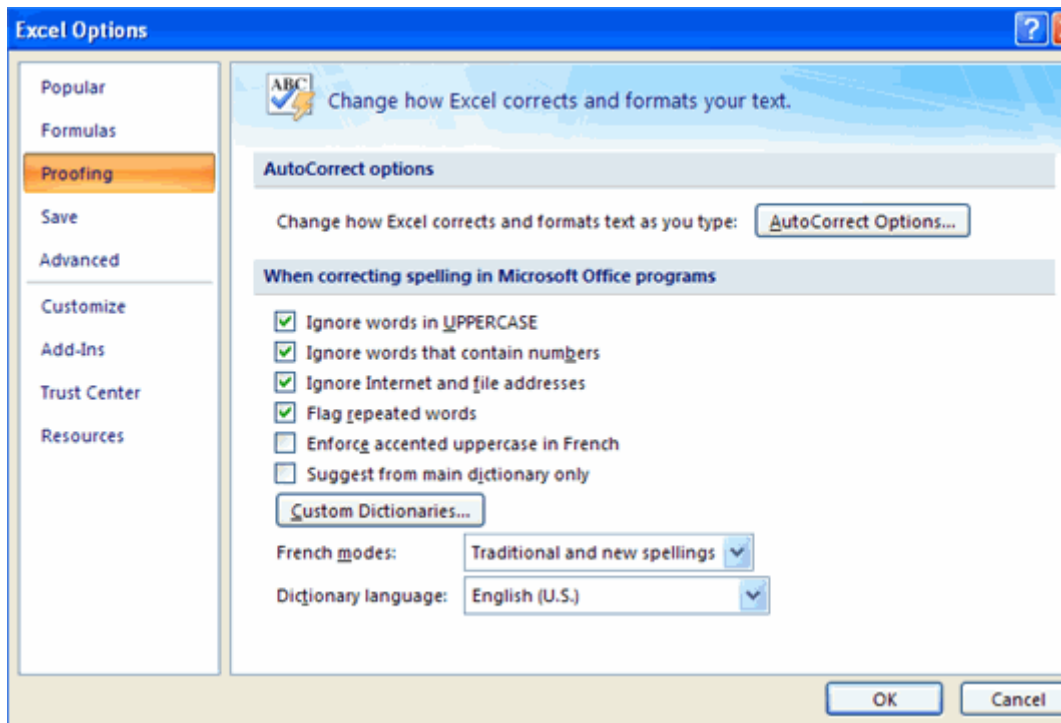 Excel Options
?
Popular
Formulas
Proofing
Save
Advanced
Customize
Add-Ins
Trust Center
Resources
ABC
Change how Excel corrects and formats your text.
AutoCorrect options
Change how Excel corrects and formats text as you type: AutoCorrect Options...
When correcting spelling in Microsoft Office programs
Ignore words in UPPERCASE
Ignore words that contain numbers
Ignore Internet and file addresses
Flag repeated words
Enforce accented uppercase in French
Suggest from main dictionary only
Custom Dictionaries...
French modes: Traditional and new spellings
Dictionary language: English (U.S.)
OK Cancel